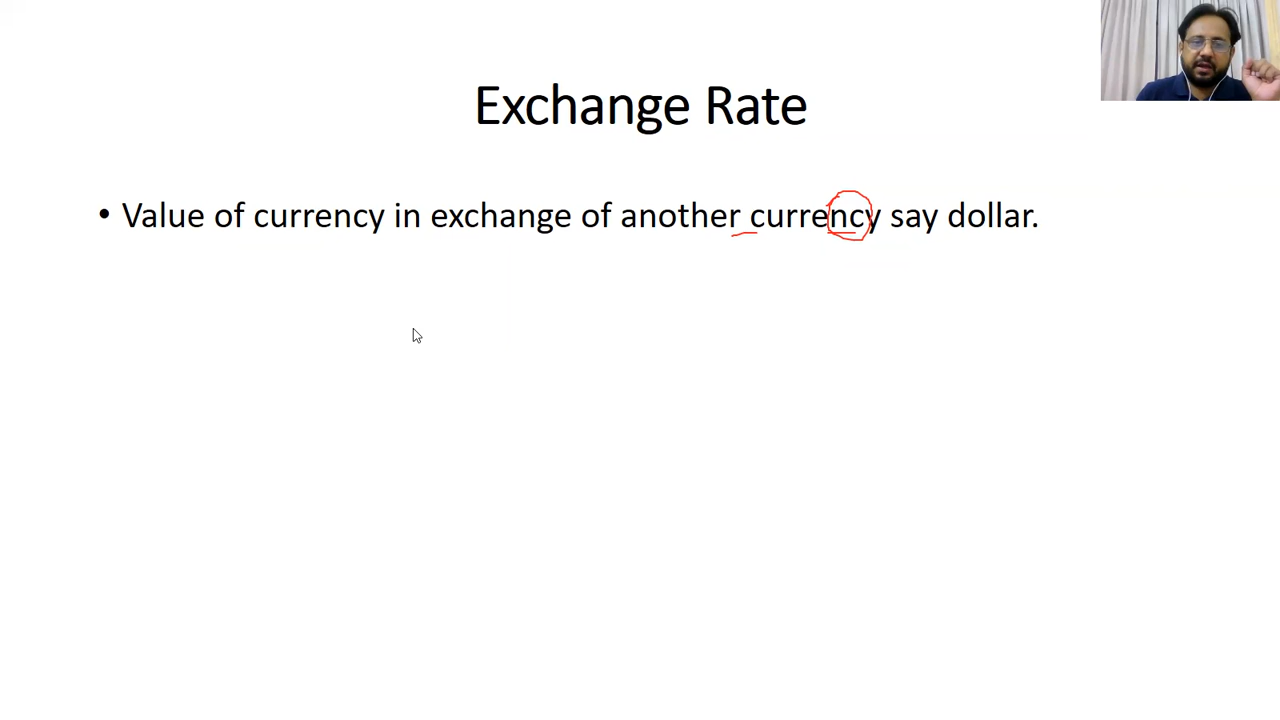 Exchange Rate
• Value of currency in exchange of another currency say dollar.